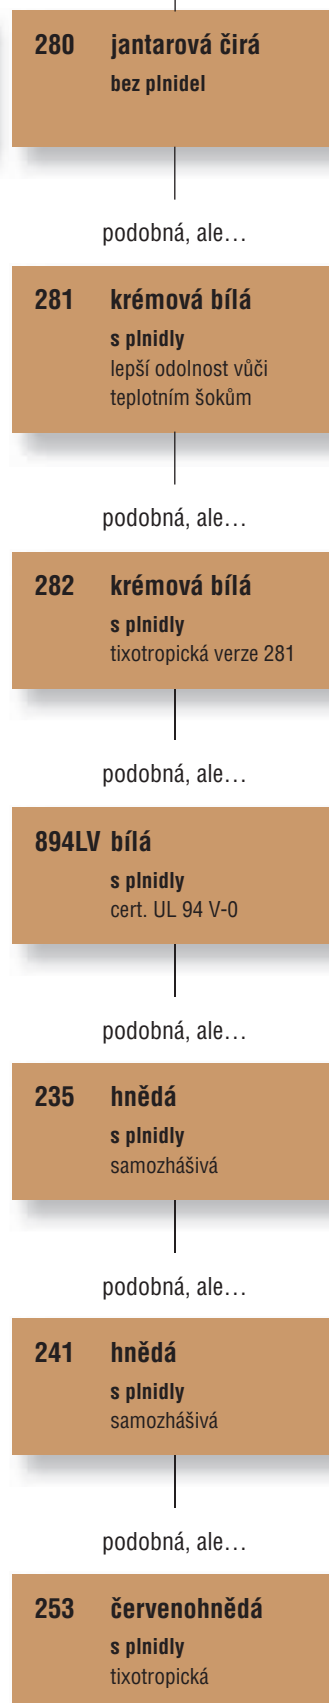 280 jantarová čirá
bez plnidel
podobná, ale…
281 krémová bílá
s plnidly
lepší odolnost vůči
teplotním šokům
podobná, ale…
282 krémová bílá
s plnidly
tixotropická verze 281
podobná, ale…
894LV bílá
s plnidly
cert. UL 94 V-0
podobná, ale…
235 hnědá
s plnidly
samozhášivá
podobná, ale…
241 hnědá
s plnidly
samozhášivá
podobná, ale…
253 červenohnědá
s plnidly
tixotropická